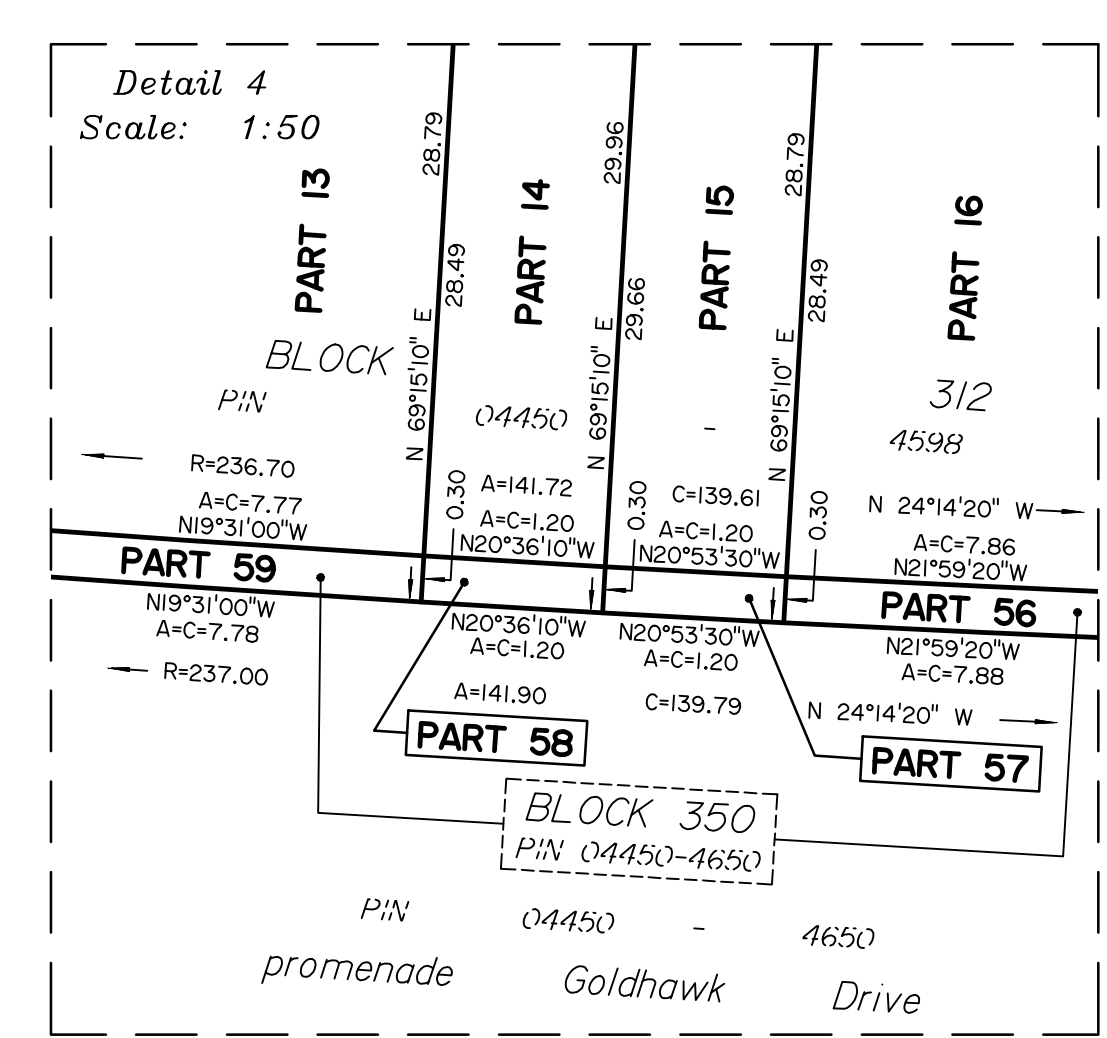 Detail 4
Scale: 1:50
PART 13
28.79
28.49
N 69°15'10" E
PART 14
29.96
29.66
N 69°15'10" E
PART 15
28.79
28.49
N 69°15'10" E
PART 16
BLOCK 312
PIN 04450 - 4598
R=236.70 A=141.72 C=139.61 N 24°14'20" W
A=C=7.77 A=C=1.20 A=C=1.20 A=C=7.86
N19°31'00"W N20°36'10"W N20°53'30"W N21°59'20"W
0.30
0.30
0.30
PART 59 PART 56
N19°31'00"W N20°36'10"W N20°53'30"W N21°59'20"W
A=C=7.78 A=C=1.20 A=C=1.20 A=C=7.88
R=237.00 A=141.90 C=139.79 N 24°14'20" W
PART 58
PART 57
BLOCK 350
PIN 04450-4650
PIN 04450 - 4650
promenade Goldhawk Drive